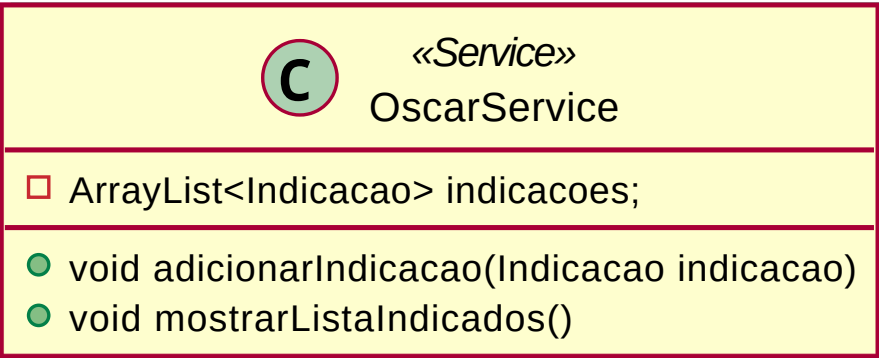 C
«Service»
OscarService
ArrayList<Indicacao> indicacoes;
void adicionarIndicacao(Indicacao indicacao)
void mostrarListaIndicados()